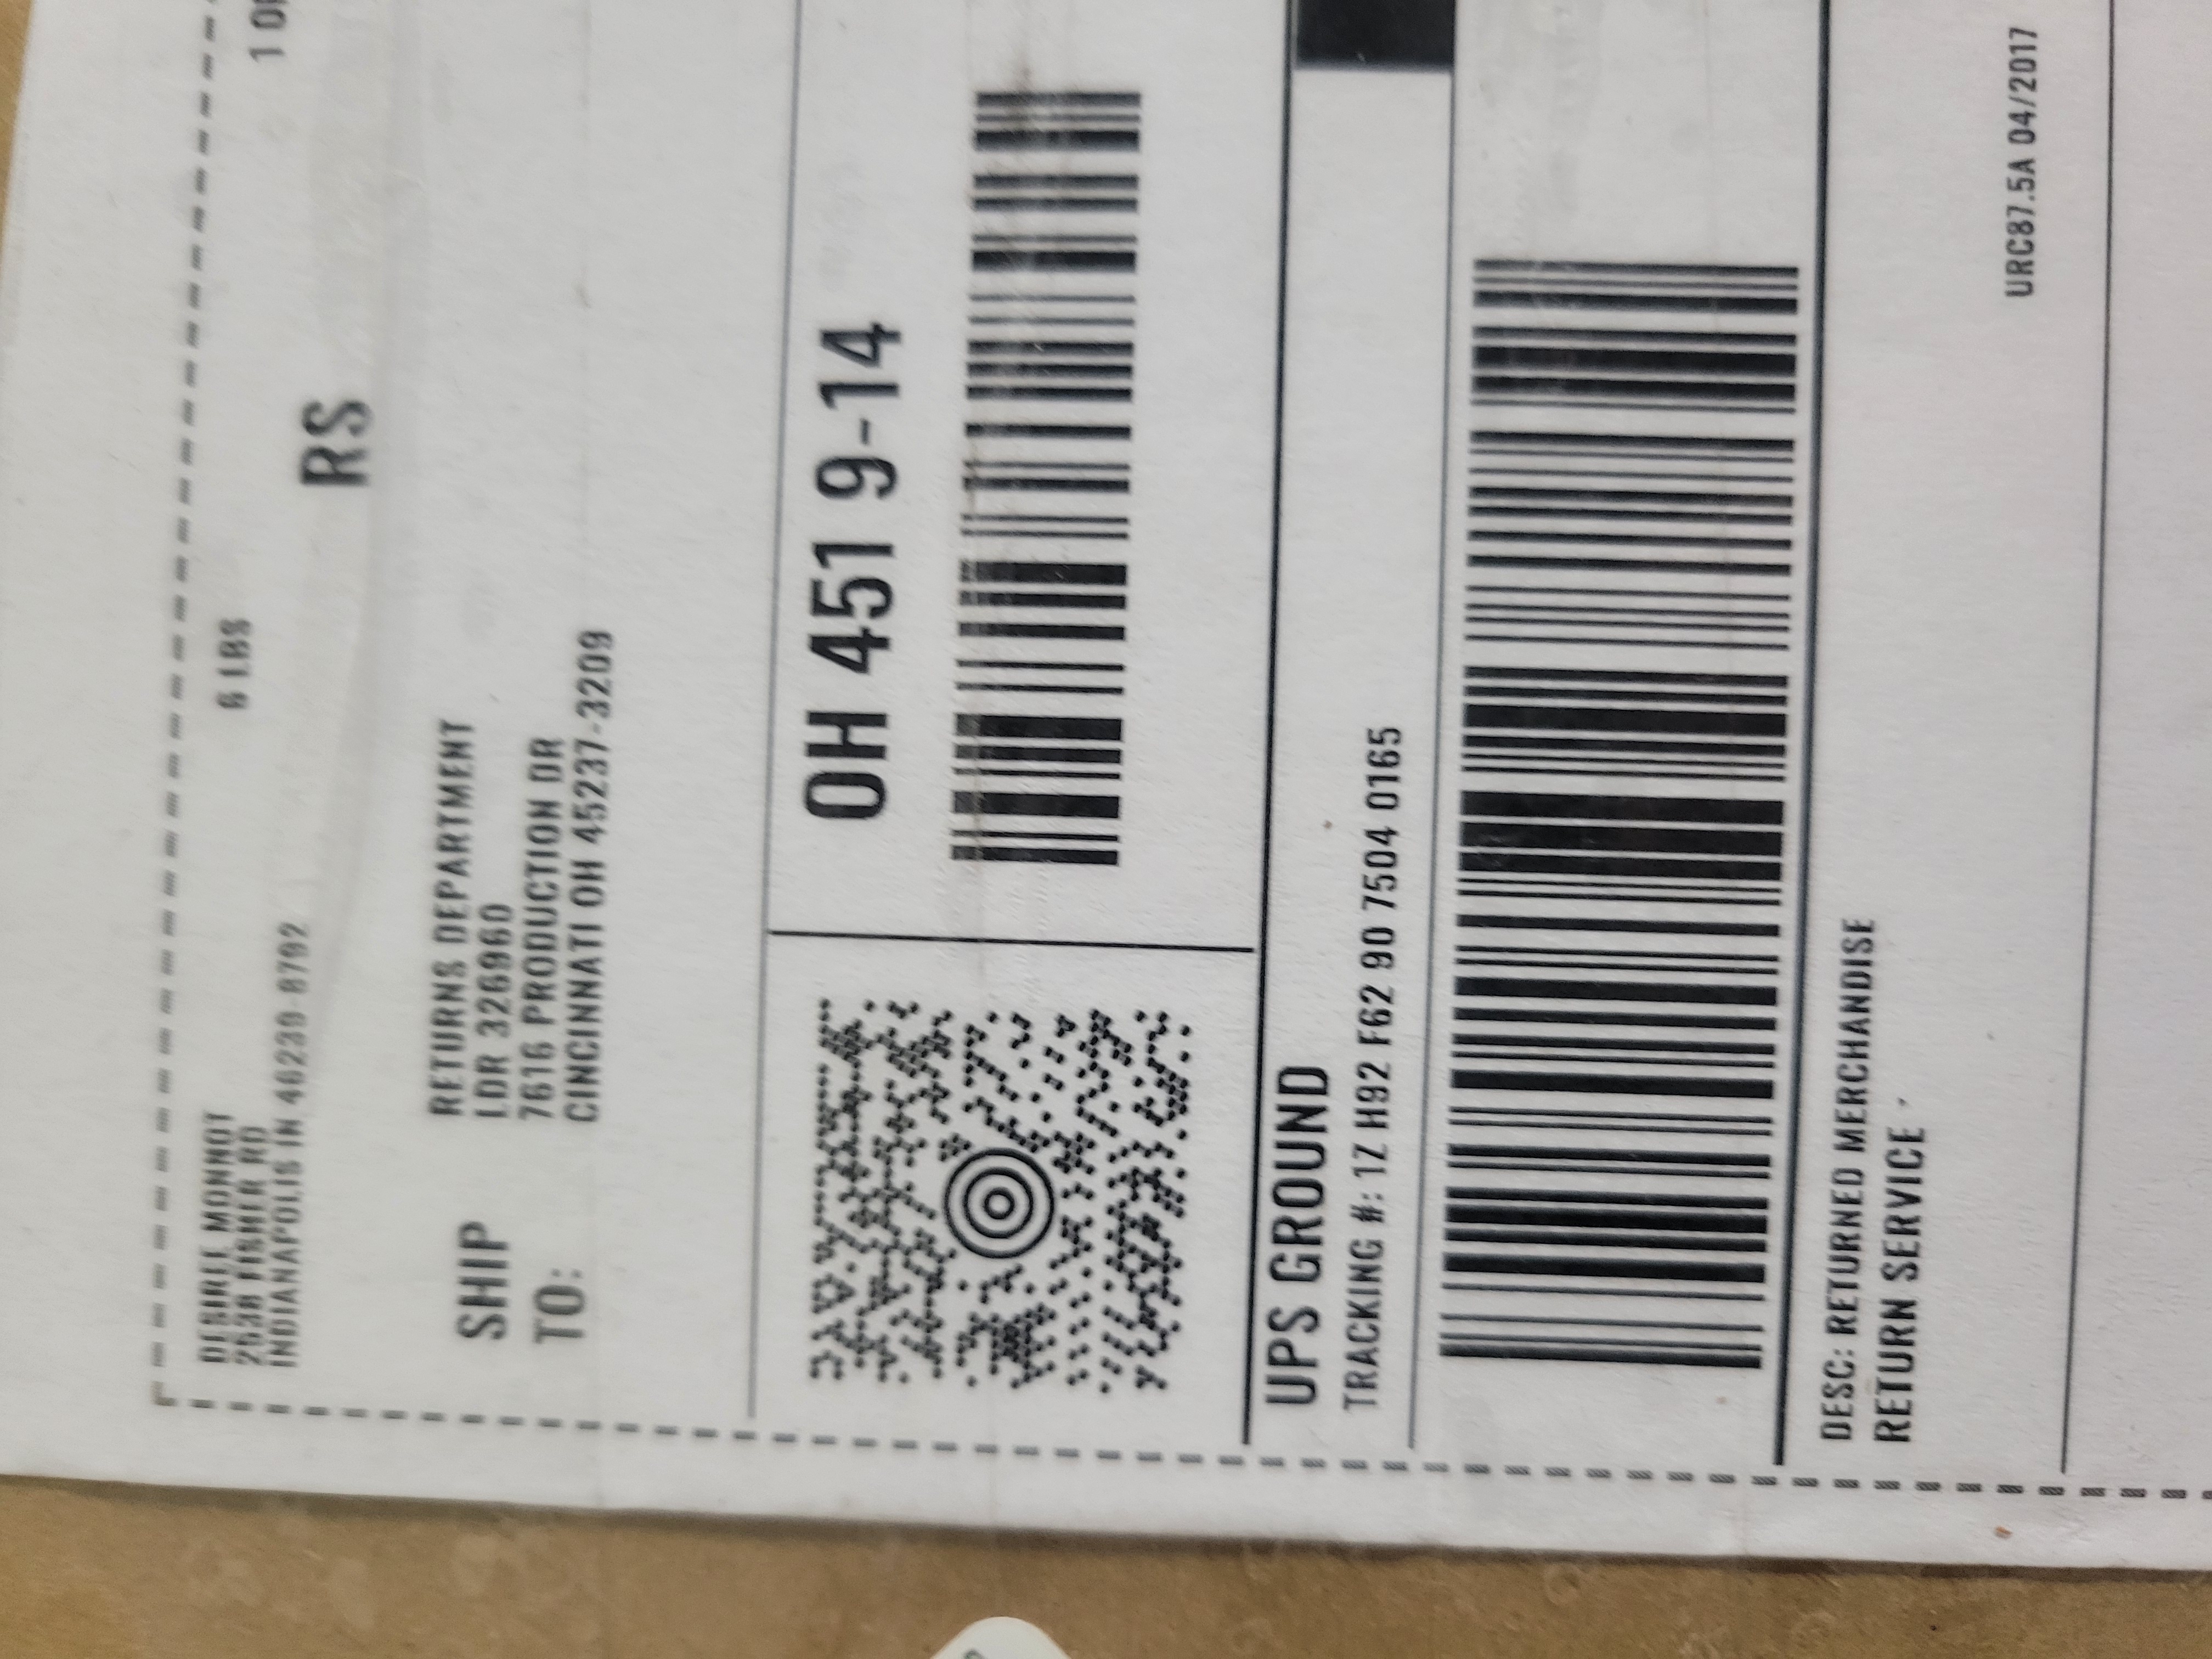 DESIREE MONNOT
2538 FISHER RD
INDIANAPOLIS IN 46239-8792
6 LBS
1 OF
RS
SHIP
TO:
RETURNS DEPARTMENT
LDR 326960
7616 PRODUCTION DR
CINCINNATI OH 45237-3209
OH 451 9-14
UPS GROUND
TRACKING #: 1Z H92 F62 90 7504 0165
DESC: RETURNED MERCHANDISE
RETURN SERVICE
URC87.5A 04/2017